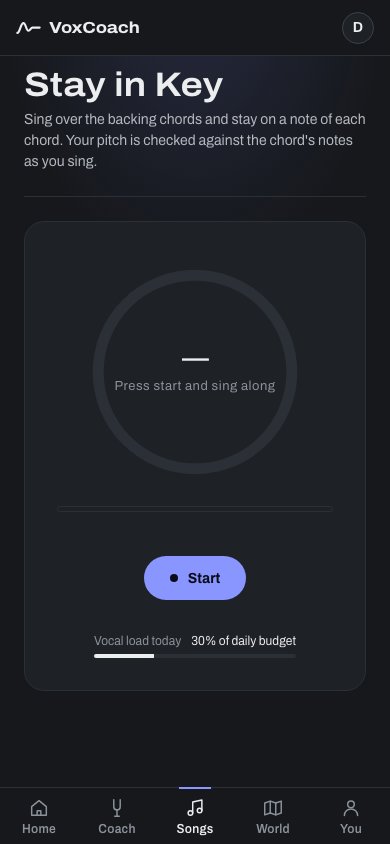 VoxCoach
D
Stay in Key
Sing over the backing chords and stay on a note of each
chord. Your pitch is checked against the chord's notes
as you sing.
—
Press start and sing along
Start
Vocal load today 30% of daily budget
Home Coach Songs World You